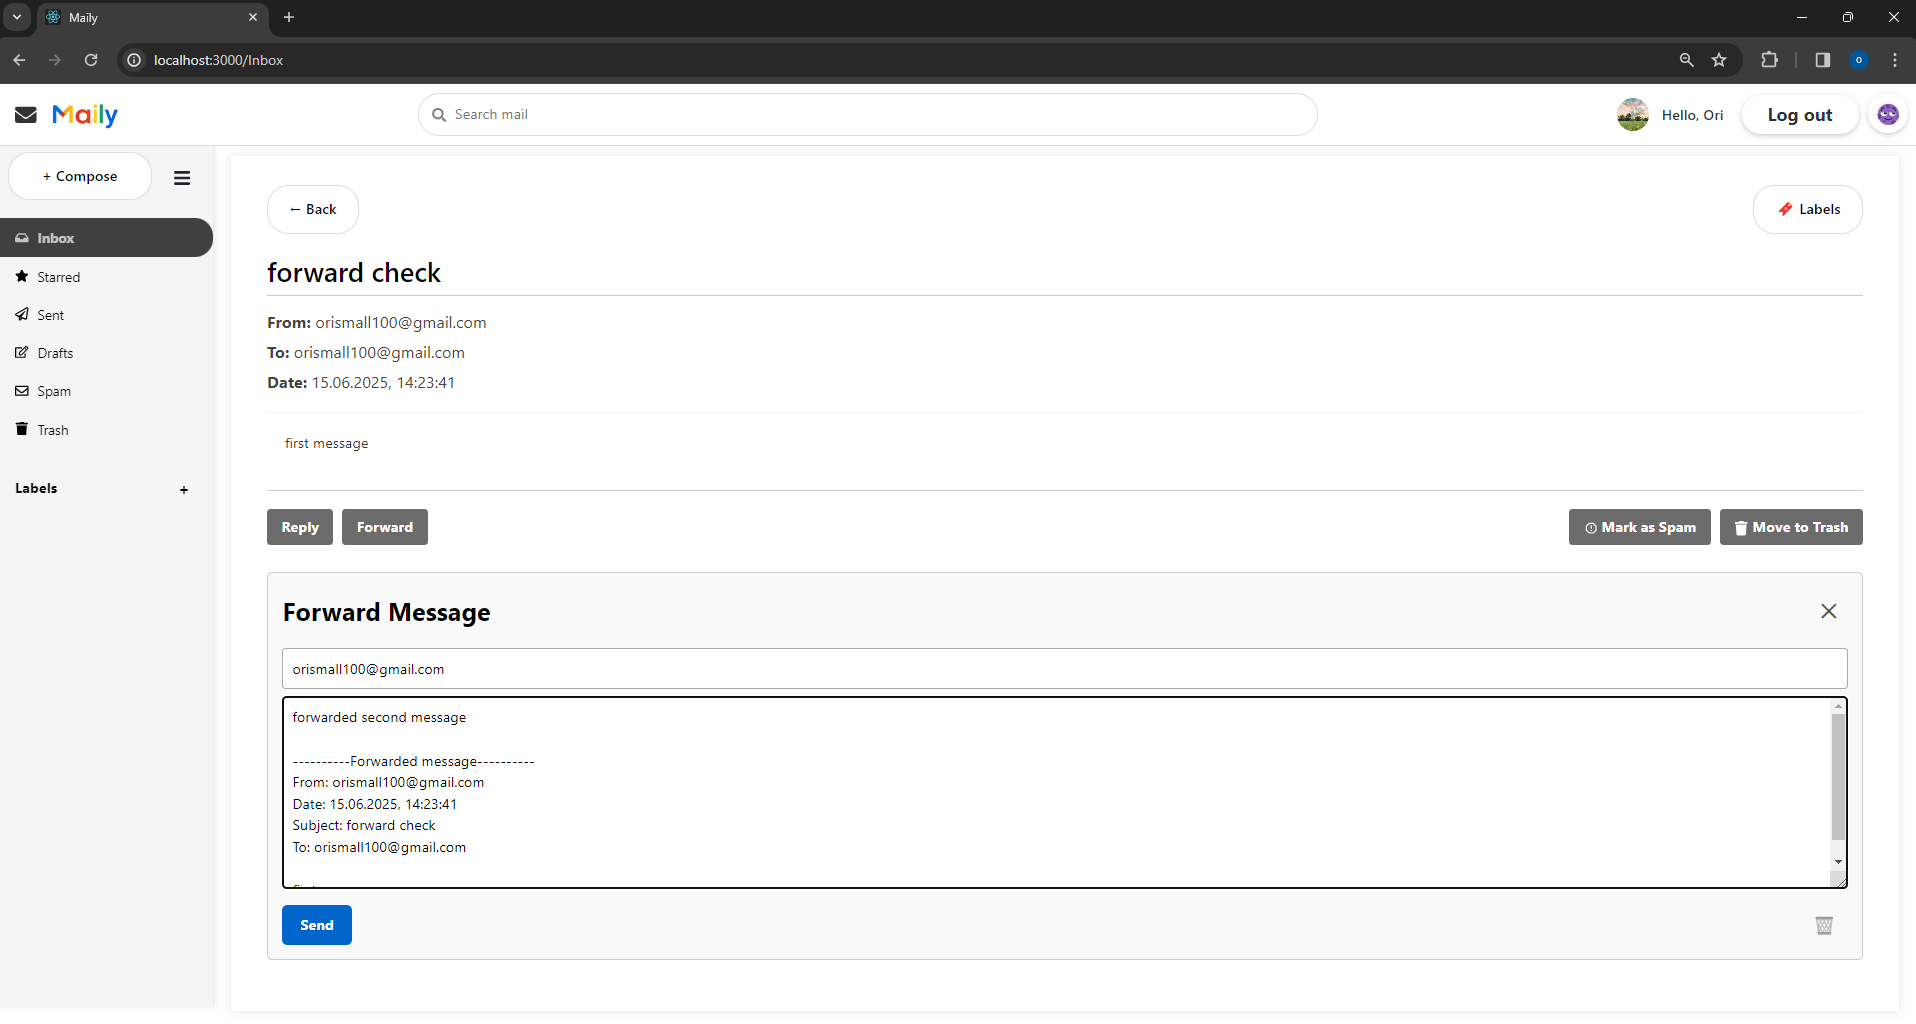 Maily
localhost:3000/Inbox
Maily
Search mail
Hello, Ori
Log out
+ Compose
← Back
Labels
Inbox
Starred
Sent
Drafts
Spam
Trash
Labels +
forward check
From: orismall100@gmail.com
To: orismall100@gmail.com
Date: 15.06.2025, 14:23:41
first message
Reply
Forward
Mark as Spam
Move to Trash
Forward Message
orismall100@gmail.com
forwarded second message
----------Forwarded message----------
From: orismall100@gmail.com
Date: 15.06.2025, 14:23:41
Subject: forward check
To: orismall100@gmail.com
Send